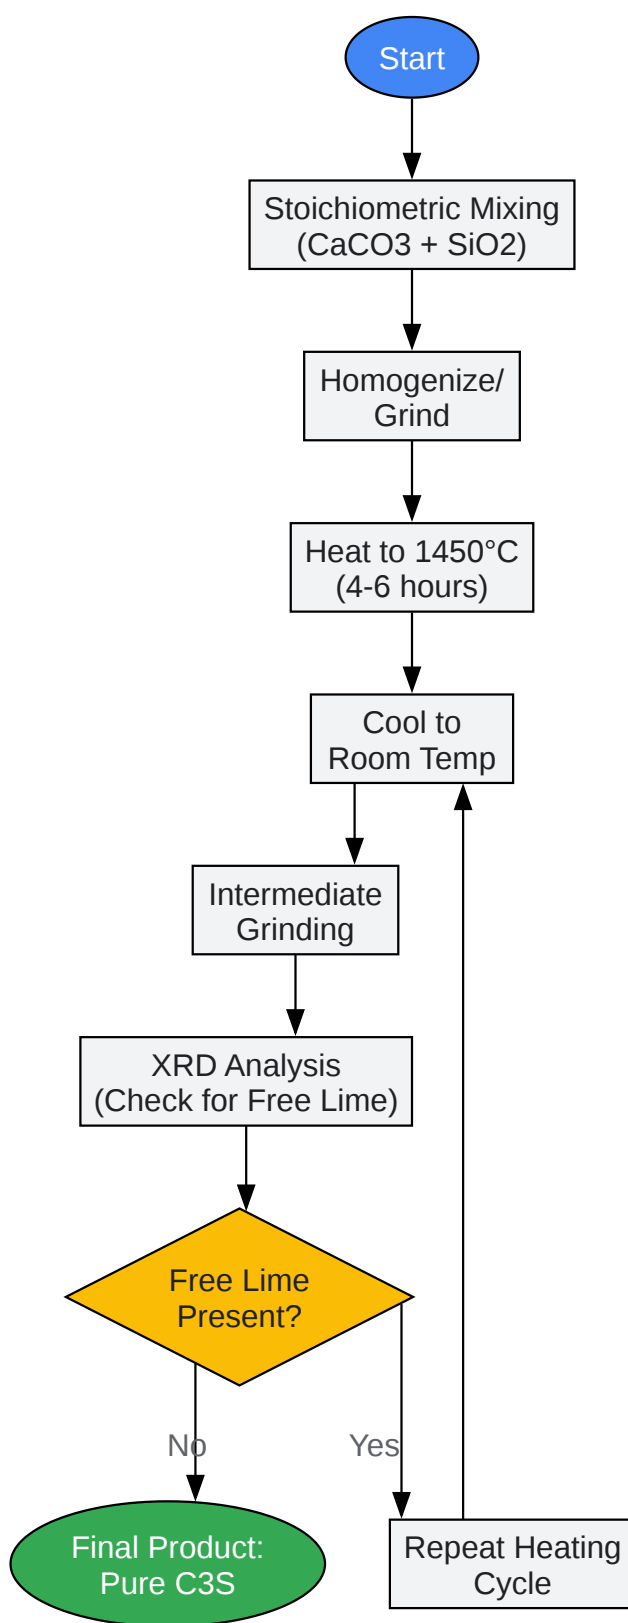 Start
Stoichiometric Mixing
(CaCO3 + SiO2)
Homogenize/
Grind
Heat to 1450°C
(4-6 hours)
Cool to
Room Temp
Intermediate
Grinding
XRD Analysis
(Check for Free Lime)
Free Lime
Present?
No
Yes
Final Product:
Pure C3S
Repeat Heating
Cycle